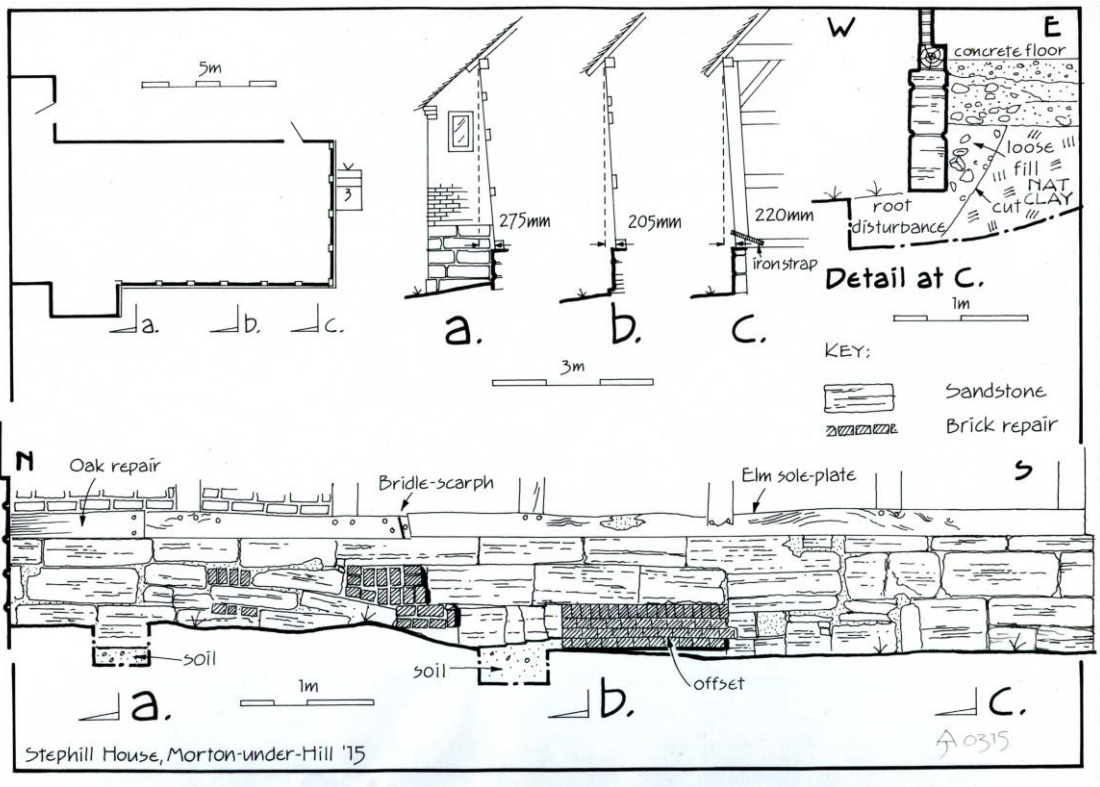 5m
3
a.
b.
c.
275mm
205mm
220mm
iron strap
a.
b.
c.
3m
W
E
concrete floor
loose
fill
NAT
CLAY
cut
root
disturbance
Detail at C.
1m
KEY:
Sandstone
Brick repair
N
S
Oak repair
Bridle-scarph
Elm sole-plate
soil
soil
offset
a.
1m
b.
c.
Stephill House, Morton-under-Hill '15
0315